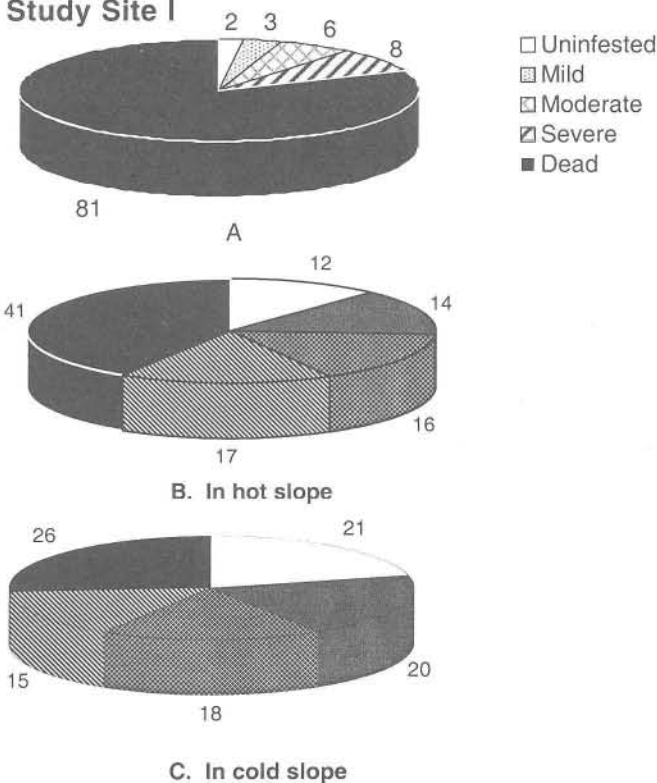 Study Site I
2 3 6 8
Uninfested
Mild
Moderate
Severe
Dead
81
A
12
41
14
16
17
B. In hot slope
26
21
15
20
18
C. In cold slope